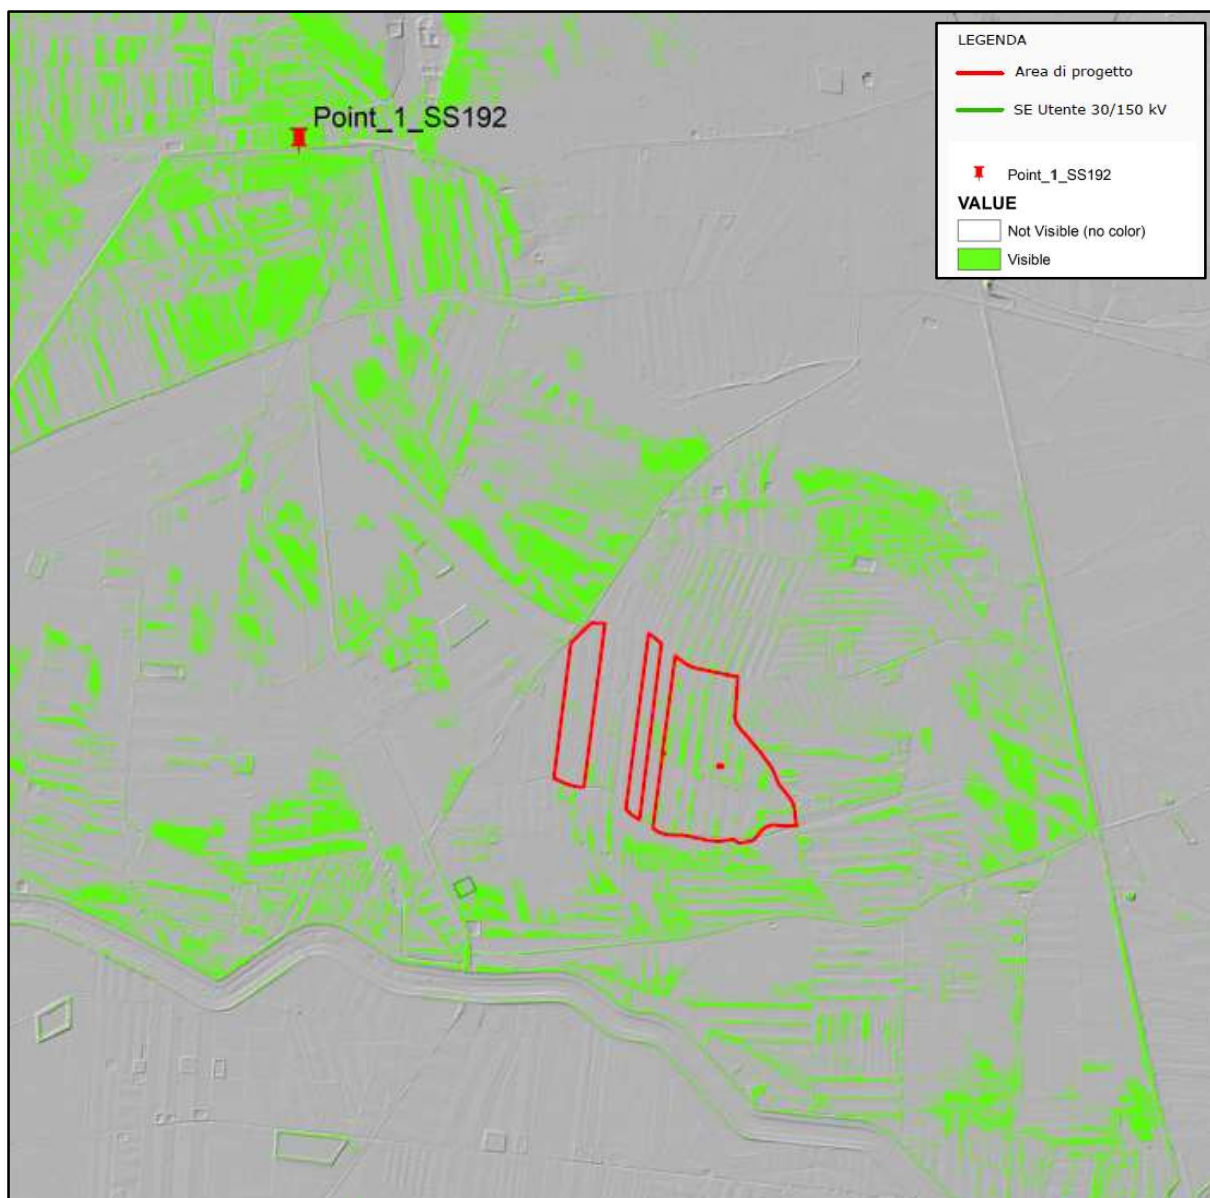 Point_1_SS192
LEGENDA
Area di progetto
SE Utente 30/150 kV
Point_1_SS192
VALUE
Not Visible (no color)
Visible